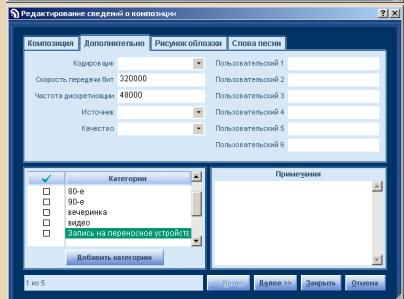 Редактирование сведений о композиции
Композиция Дополнительно Рисунок обложки Слова песни
Кодировщик Пользовательский 1
Скорость передачи бит 320000 Пользовательский 2
Частота дискретизации 48000 Пользовательский 3
Источник Пользовательский 4
Качество Пользовательский 5
Пользовательский 6
Категории Примечания
80-е
90-е
вечеринка
видео
Запись на переносное устройств
Добавить категорию
1 из 5 << Назад Далее >> Закрыть Отмена